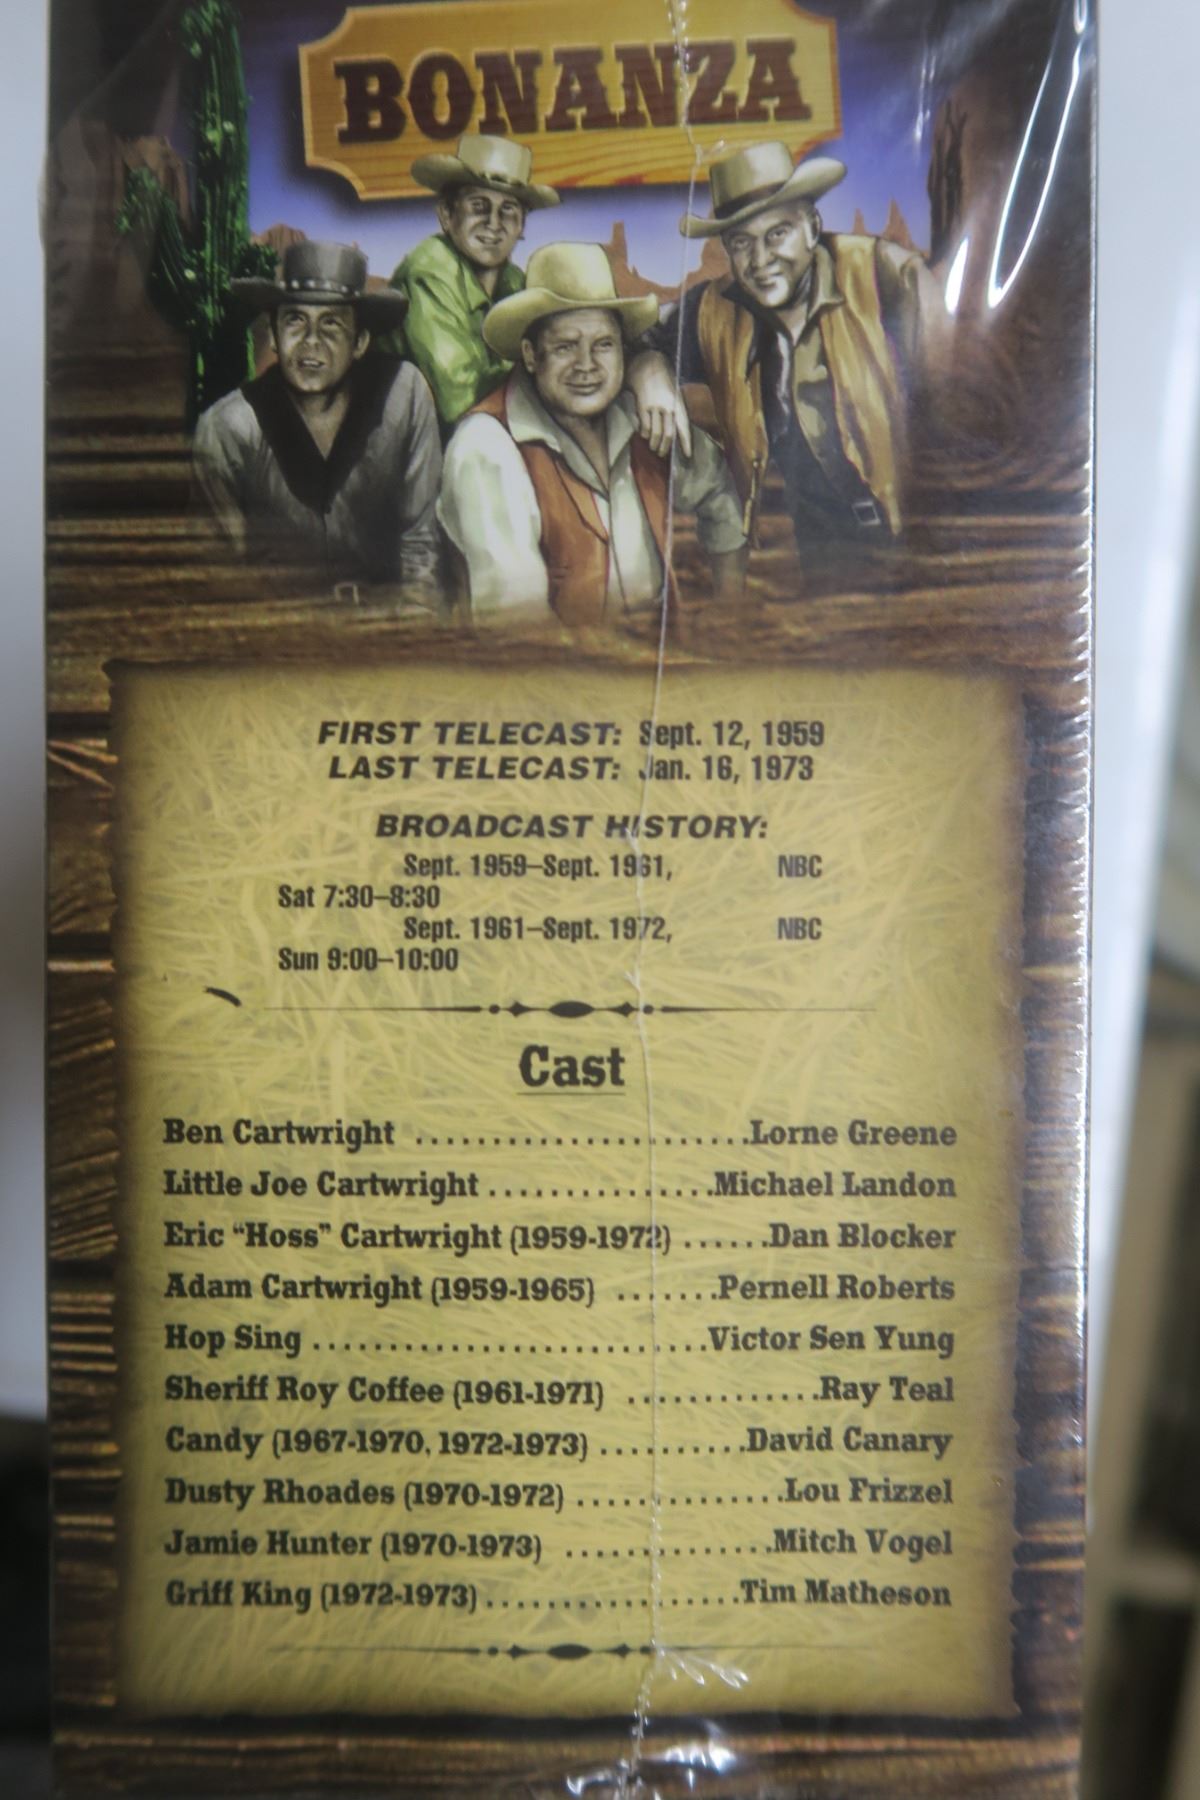 BONANZA
FIRST TELECAST: Sept. 12, 1959
LAST TELECAST: Jan. 16, 1973
BROADCAST HISTORY:
Sept. 1959–Sept. 1961, NBC
Sat 7:30–8:30
Sept. 1961–Sept. 1972, NBC
Sun 9:00–10:00
Cast
Ben Cartwright ......................Lorne Greene
Little Joe Cartwright ...............Michael Landon
Eric “Hoss” Cartwright (1959-1972) ......Dan Blocker
Adam Cartwright (1959-1965) .......Pernell Roberts
Hop Sing ..........................Victor Sen Yung
Sheriff Roy Coffee (1961-1971) .............Ray Teal
Candy (1967-1970, 1972-1973) ..........David Canary
Dusty Rhoades (1970-1972) ..............Lou Frizzel
Jamie Hunter (1970-1973) ..............Mitch Vogel
Griff King (1972-1973) .................Tim Matheson